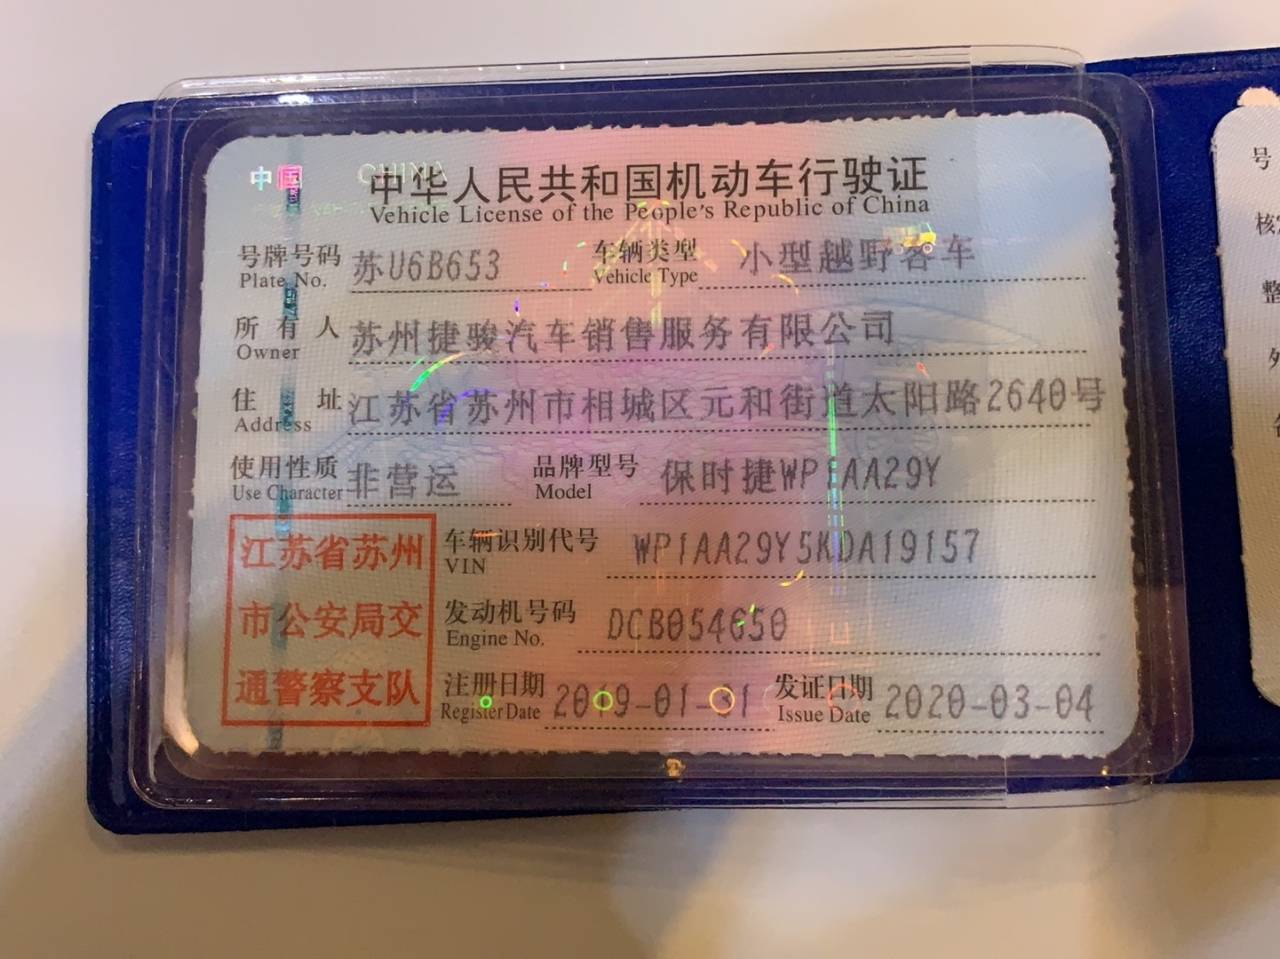 中国 CHINA
中华人民共和国机动车行驶证
Vehicle License of the People's Republic of China
号牌号码 苏U6B653 车辆类型 小型越野客车
Plate No. Vehicle Type
所有人 苏州捷骏汽车销售服务有限公司
Owner
住址 江苏省苏州市相城区元和街道太阳路2640号
Address
使用性质 非营运 品牌型号 保时捷WP1AA29Y
Use Character Model
江苏省苏州
市公安局交
通警察支队
车辆识别代号 WP1AA29Y5KDA19157
VIN
发动机号码 DCB054650
Engine No.
注册日期 2019-01-31 发证日期 2020-03-04
Register Date Issue Date
号
核
整